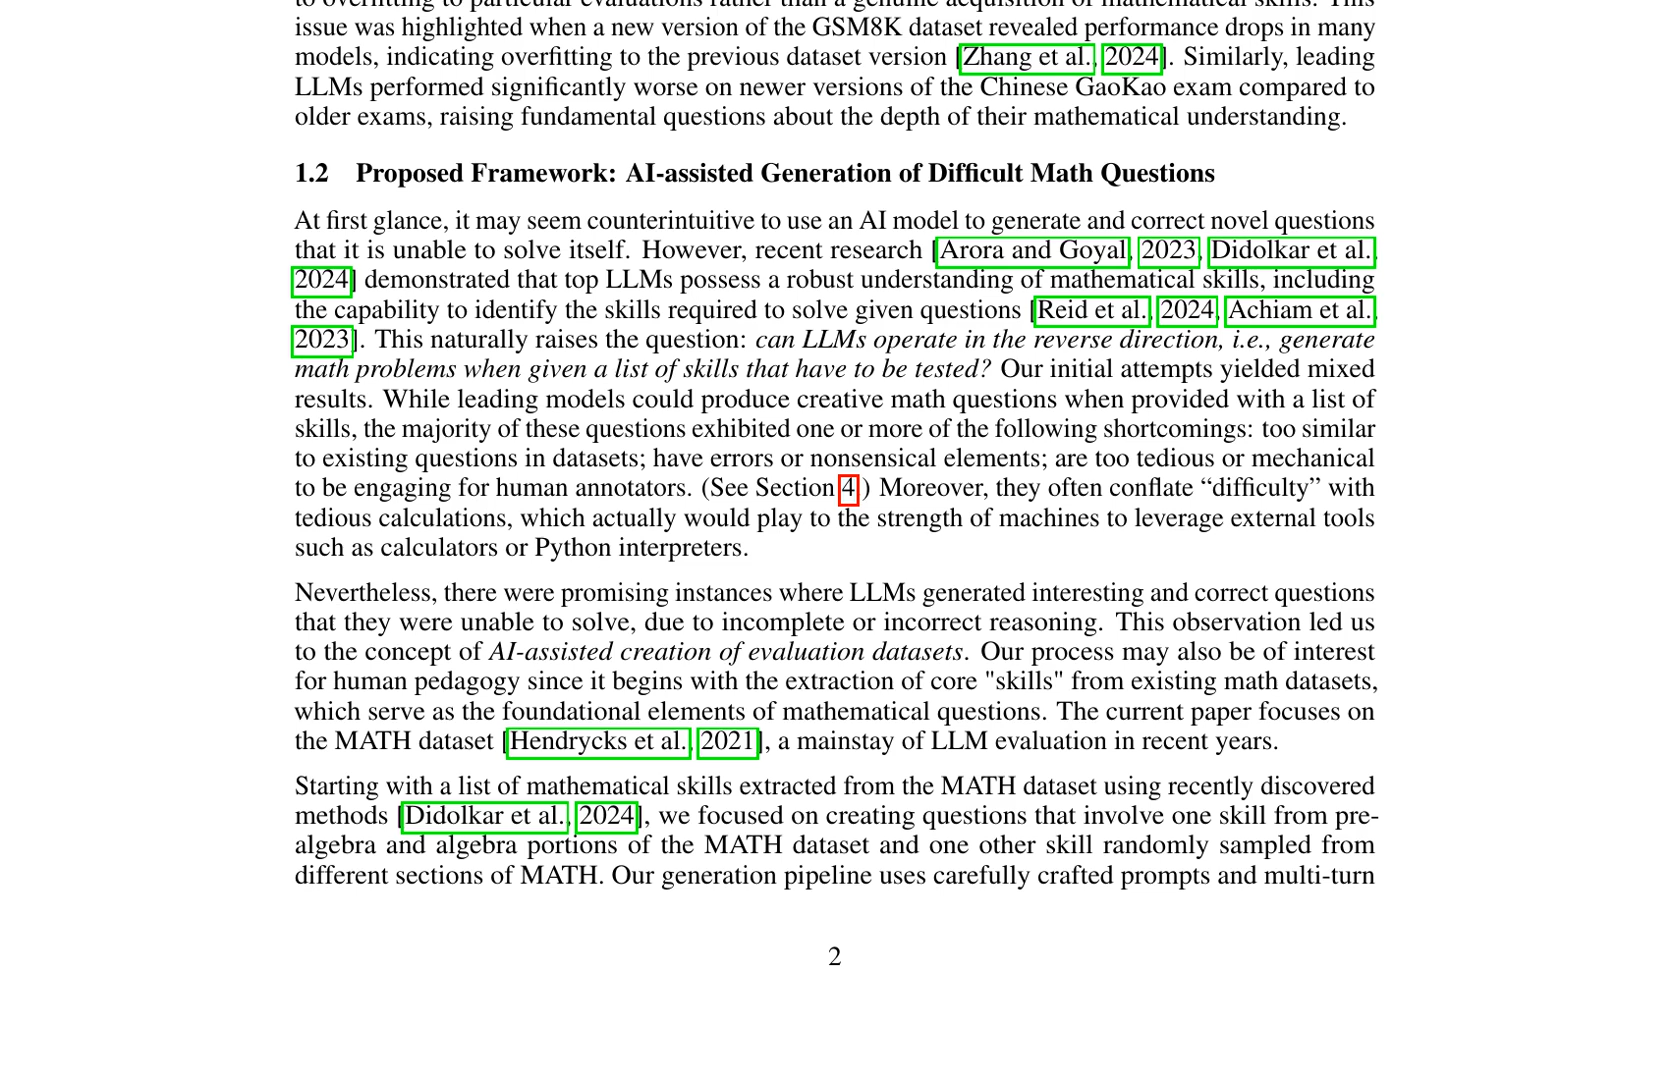 to overfitting to particular evaluations rather than a genuine acquisition of mathematical skills. This
issue was highlighted when a new version of the GSM8K dataset revealed performance drops in many
models, indicating overfitting to the previous dataset version [Zhang et al., 2024]. Similarly, leading
LLMs performed significantly worse on newer versions of the Chinese GaoKao exam compared to
older exams, raising fundamental questions about the depth of their mathematical understanding.
1.2 Proposed Framework: AI-assisted Generation of Difficult Math Questions
At first glance, it may seem counterintuitive to use an AI model to generate and correct novel questions
that it is unable to solve itself. However, recent research [Arora and Goyal, 2023, Didolkar et al.,
2024] demonstrated that top LLMs possess a robust understanding of mathematical skills, including
the capability to identify the skills required to solve given questions [Reid et al., 2024, Achiam et al.,
2023]. This naturally raises the question: can LLMs operate in the reverse direction, i.e., generate
math problems when given a list of skills that have to be tested? Our initial attempts yielded mixed
results. While leading models could produce creative math questions when provided with a list of
skills, the majority of these questions exhibited one or more of the following shortcomings: too similar
to existing questions in datasets; have errors or nonsensical elements; are too tedious or mechanical
to be engaging for human annotators. (See Section 4.) Moreover, they often conflate “difficulty” with
tedious calculations, which actually would play to the strength of machines to leverage external tools
such as calculators or Python interpreters.
Nevertheless, there were promising instances where LLMs generated interesting and correct questions
that they were unable to solve, due to incomplete or incorrect reasoning. This observation led us
to the concept of AI-assisted creation of evaluation datasets. Our process may also be of interest
for human pedagogy since it begins with the extraction of core "skills" from existing math datasets,
which serve as the foundational elements of mathematical questions. The current paper focuses on
the MATH dataset [Hendrycks et al., 2021], a mainstay of LLM evaluation in recent years.
Starting with a list of mathematical skills extracted from the MATH dataset using recently discovered
methods [Didolkar et al., 2024], we focused on creating questions that involve one skill from pre-
algebra and algebra portions of the MATH dataset and one other skill randomly sampled from
different sections of MATH. Our generation pipeline uses carefully crafted prompts and multi-turn
2